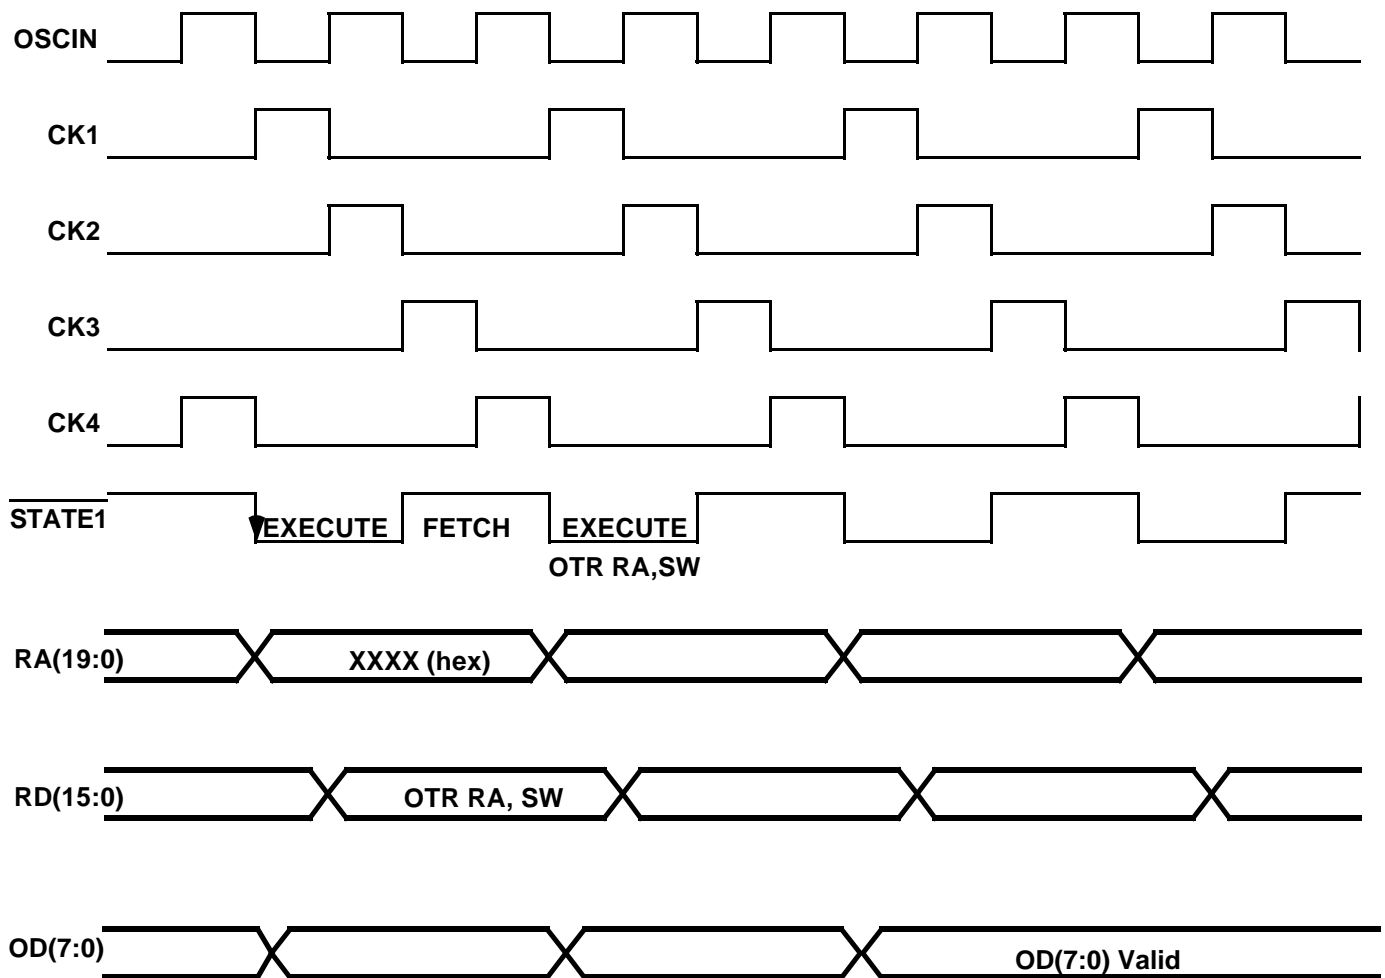 OSCIN
CK1
CK2
CK3
CK4
STATE1
EXECUTE
FETCH
EXECUTE
OTR RA,SW
RA(19:0)
XXXX (hex)
RD(15:0)
OTR RA, SW
OD(7:0)
OD(7:0) Valid